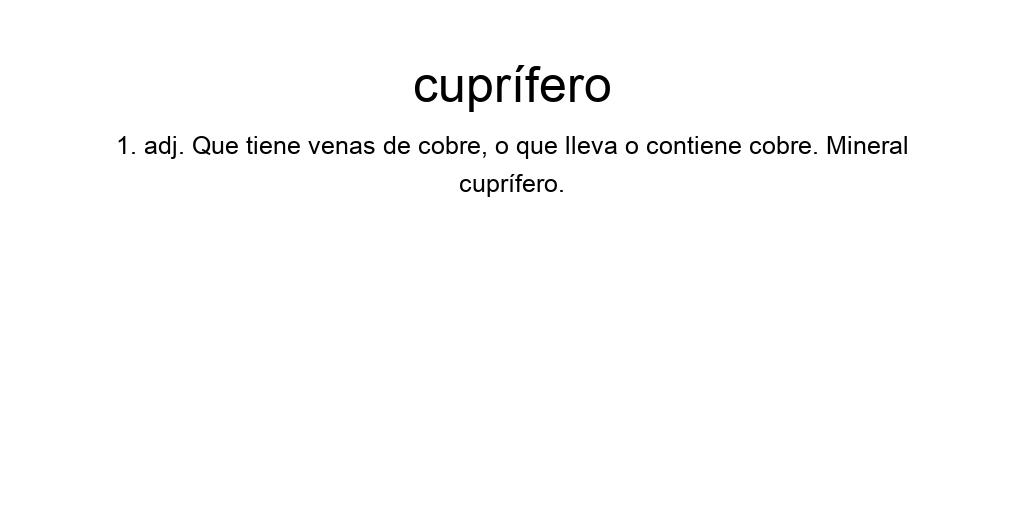 cuprífero
1. adj. Que tiene venas de cobre, o que lleva o contiene cobre. Mineral
cuprífero.